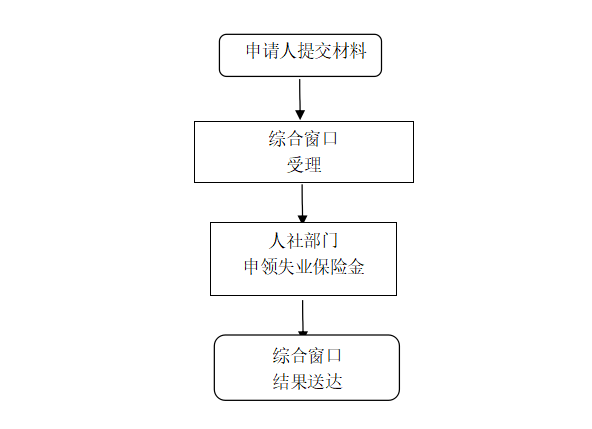 申请人提交材料
综合窗口
受理
人社部门
申领失业保险金
综合窗口
结果送达